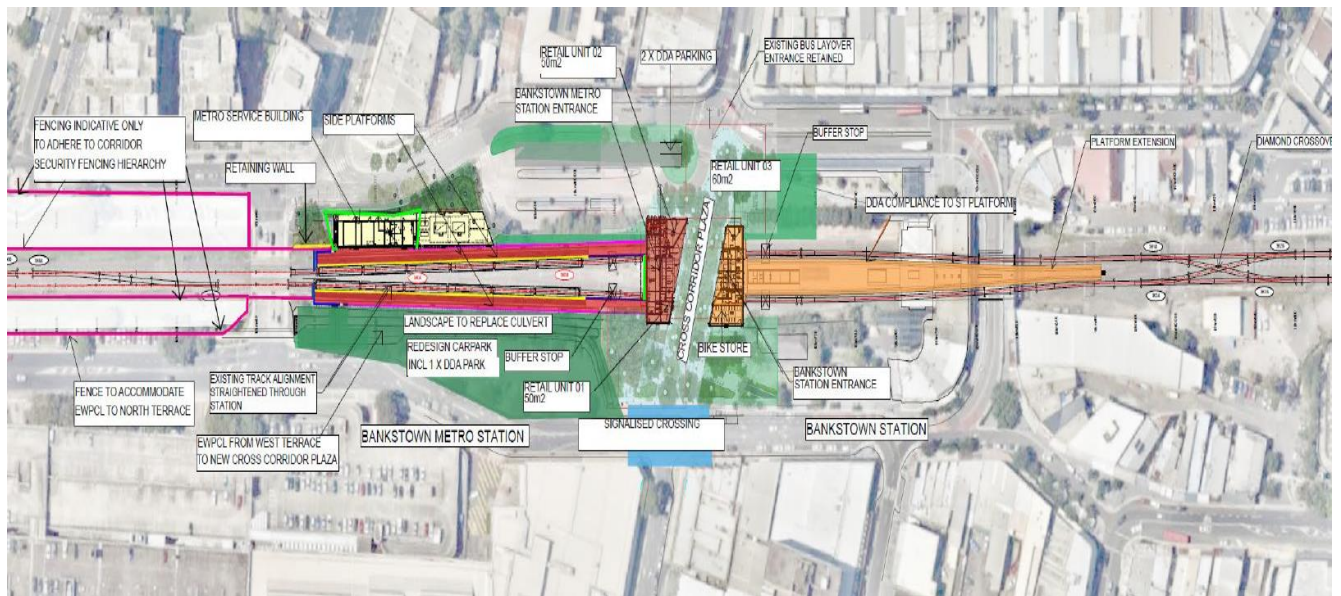 RETAIL UNIT 02
50m2
2 X DDA PARKING
EXISTING BUS LAYOVER
ENTRANCE RETAINED
BANKSTOWN METRO
STATION ENTRANCE
METRO SERVICE BUILDING
SIDE PLATFORMS
FENCING INDICATIVE ONLY
TO ADHERE TO CORRIDOR
SECURITY FENCING HIERARCHY
BUFFER STOP
PLATFORM EXTENSION
DIAMOND CROSSOVE
RETAINING WALL
RETAIL UNIT 03
60m2
DDA COMPLIANCE TO ST PLATFORM
CROSS CORRIDOR PLAZA
LANDSCAPE TO REPLACE CULVERT
REDESIGN CARPARK
INCL 1 X DDA PARK
BUFFER STOP
BIKE STORE
EXISTING TRACK ALIGNMENT
STRAIGHTENED THROUGH
STATION
RETAIL UNIT 01
50m2
BANKSTOWN
STATION ENTRANCE
FENCE TO ACCOMMODATE
EWPCL TO NORTH TERRACE
SIGNALISED CROSSING
BANKSTOWN METRO STATION
BANKSTOWN STATION
EWPCL FROM WEST TERRACE
TO NEW CROSS CORRIDOR PLAZA